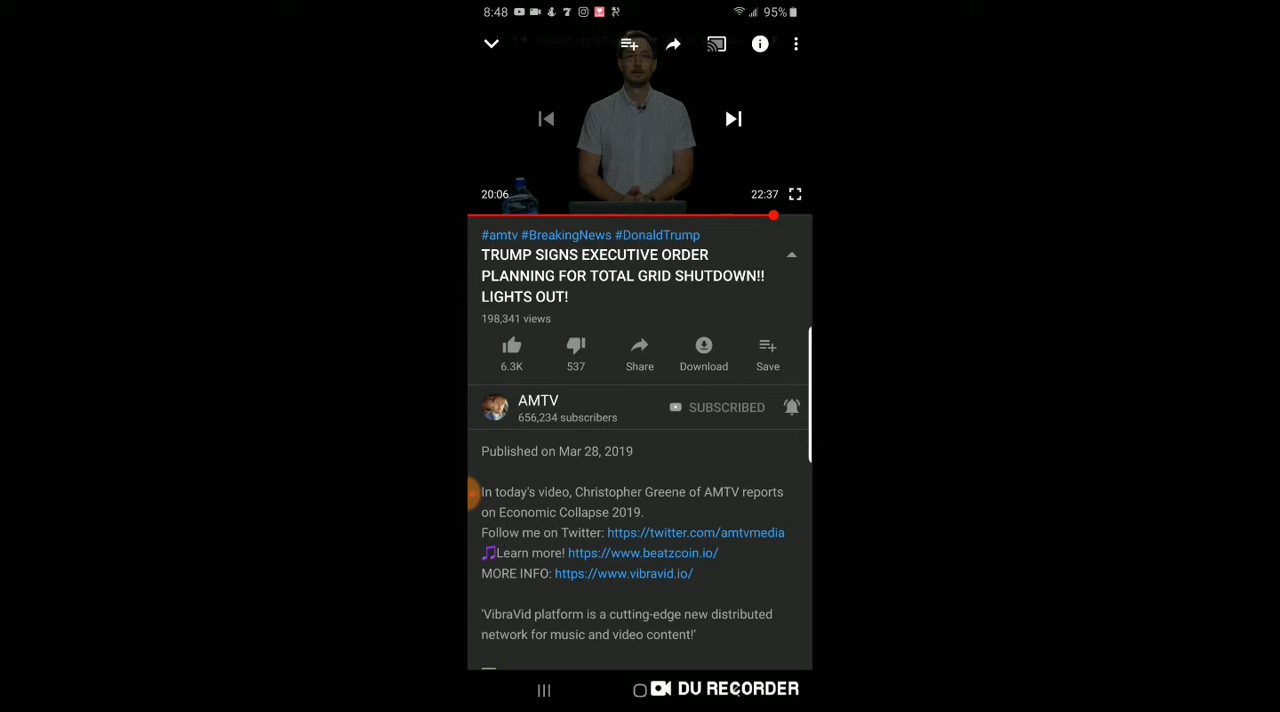 8:48
95%
20:06
22:37
#amtv #BreakingNews #DonaldTrump
TRUMP SIGNS EXECUTIVE ORDER
PLANNING FOR TOTAL GRID SHUTDOWN!!
LIGHTS OUT!
198,341 views
6.3K
537
Share
Download
Save
AMTV
656,234 subscribers
SUBSCRIBED
Published on Mar 28, 2019
In today's video, Christopher Greene of AMTV reports
on Economic Collapse 2019.
Follow me on Twitter: https://twitter.com/amtvmedia
🎵Learn more! https://www.beatzcoin.io/
MORE INFO: https://www.vibravid.io/
'VibraVid platform is a cutting-edge new distributed
network for music and video content!'
DU RECORDER